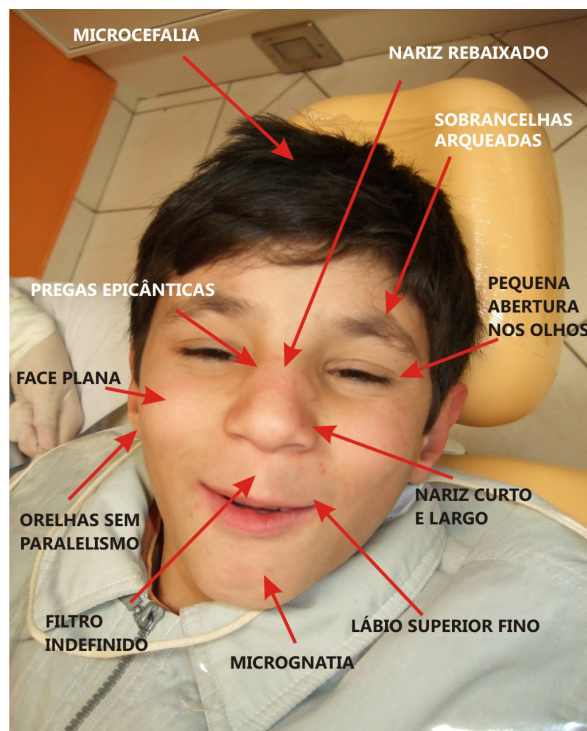 MICROCEFALIA
NARIZ REBAIXADO
SOBRANCELHAS
ARQUEADAS
PREGAS EPICÂNTICAS
PEQUENA
ABERTURA
NOS OLHOS
FACE PLANA
ORELHAS SEM
PARALELISMO
NARIZ CURTO
E LARGO
FILTRO
INDEFINIDO
LÁBIO SUPERIOR FINO
MICROGNATIA